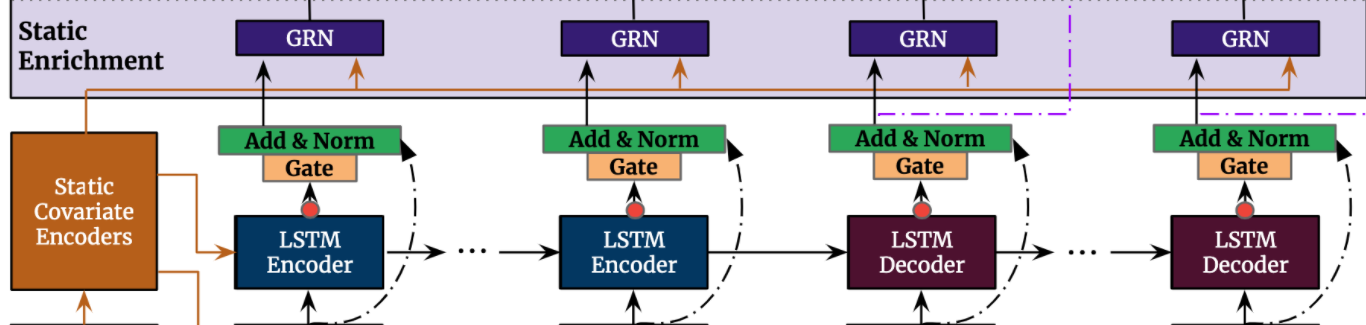 Static
Enrichment
GRN
GRN
GRN
GRN
Add & Norm
Add & Norm
Add & Norm
Add & Norm
Gate
Gate
Gate
Gate
Static
Covariate
Encoders
LSTM
Encoder
...
LSTM
Encoder
LSTM
Decoder
...
LSTM
Decoder